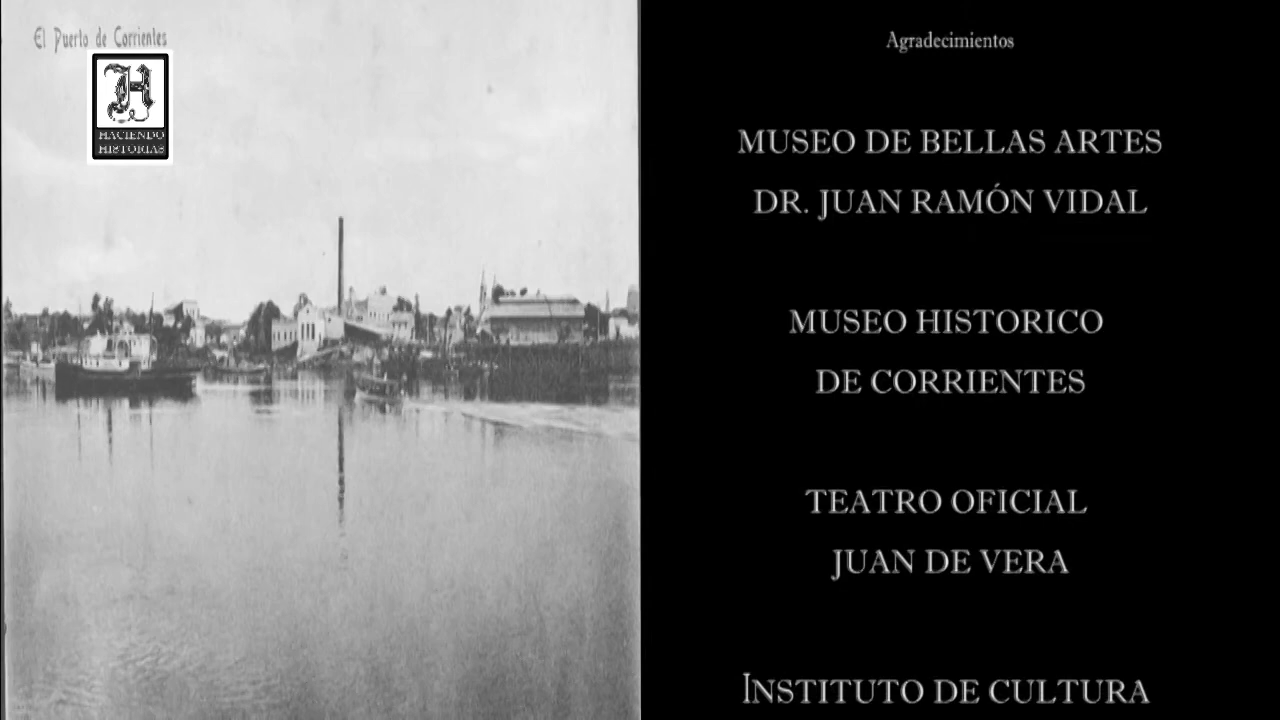 El Puerto de Corrientes
H
HACIENDO
HISTORIAS
Agradecimientos
MUSEO DE BELLAS ARTES
DR. JUAN RAMÓN VIDAL
MUSEO HISTORICO
DE CORRIENTES
TEATRO OFICIAL
JUAN DE VERA
INSTITUTO DE CULTURA